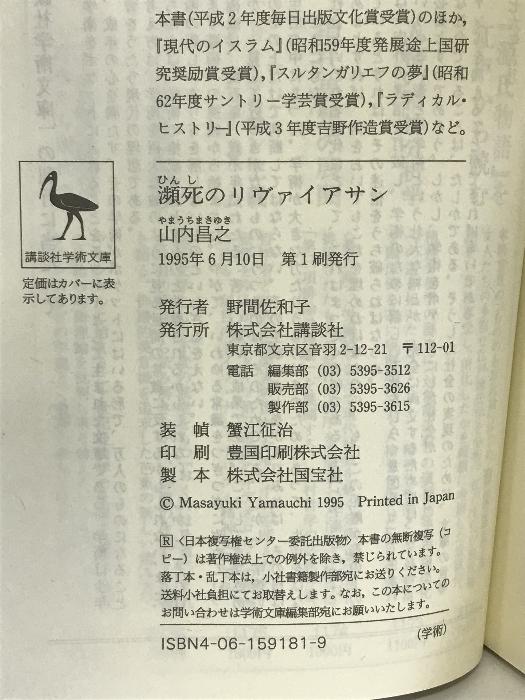 本書(平成2年度毎日出版文化賞受賞)のほか,
『現代のイスラム』(昭和59年度発展途上国研
究奨励賞受賞),『スルタンガリエフの夢』(昭和
62年度サントリー学芸賞受賞),『ラディカル・
ヒストリー』(平成3年度吉野作造賞受賞)など。
講談社学術文庫
定価はカバーに表
示してあります。
ひんし
瀕死のリヴァイアサン
やまうちまさゆき
山内昌之
1995年6月10日 第1刷発行
発行者 野間佐和子
発行所 株式会社講談社
東京都文京区音羽2-12-21 〒112-01
電話 編集部 (03) 5395-3512
販売部 (03) 5395-3626
製作部 (03) 5395-3615
装 幀 蟹江征治
印 刷 豊国印刷株式会社
製 本 株式会社国宝社
© Masayuki Yamauchi 1995 Printed in Japan
R〈日本複写権センター委託出版物〉本書の無断複写(コ
ピー)は著作権法上での例外を除き,禁じられています。
落丁本・乱丁本は,小社書籍製作部宛にお送りください。
送料小社負担にてお取替えします。なお,この本についての
お問い合わせは学術文庫編集部宛にお願いいたします。
ISBN4-06-159181-9
(学術)